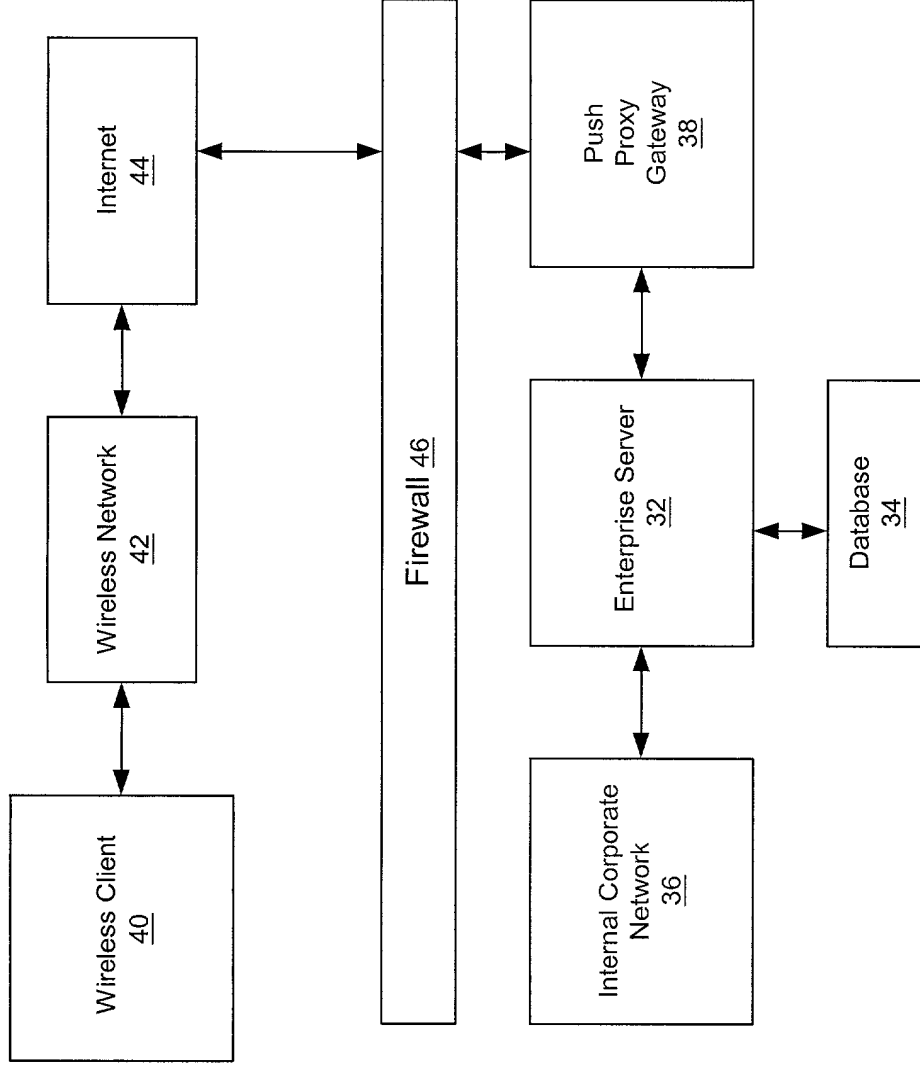 Wireless Client
40
Wireless Network
42
Internet
44
Firewall 46
Internal Corporate
Network
36
Enterprise Server
32
Push
Proxy
Gateway
38
Database
34